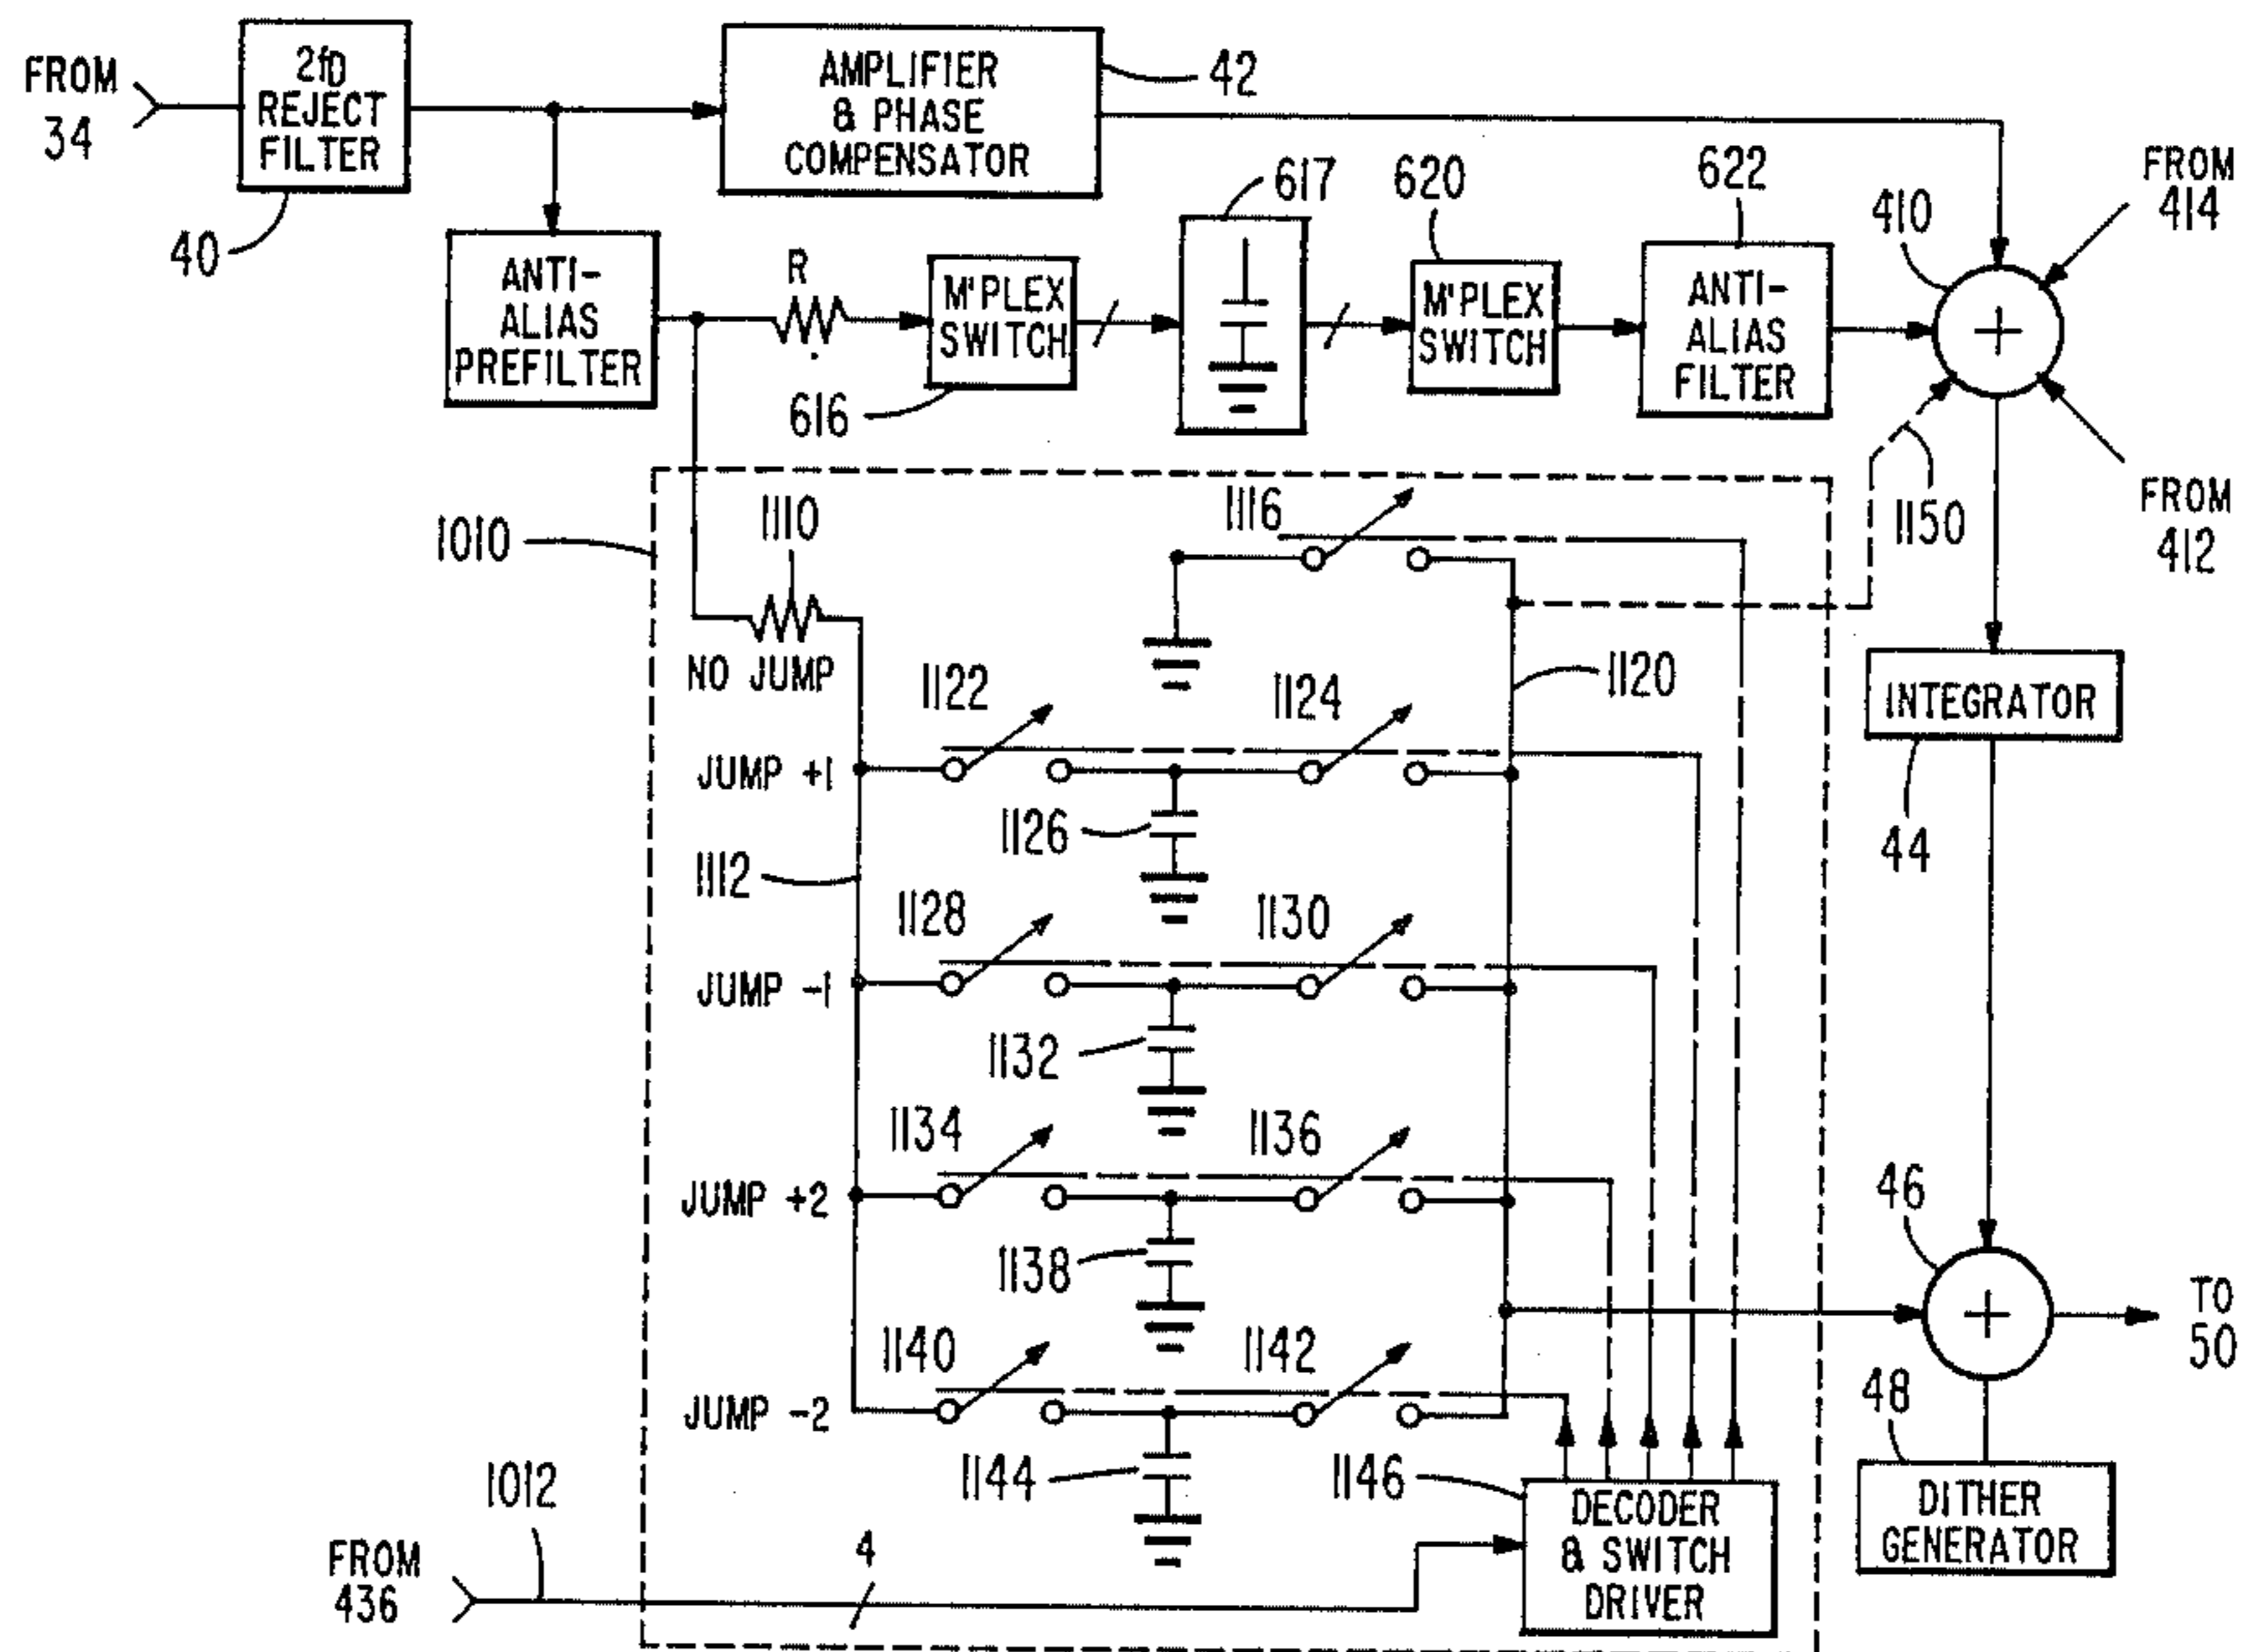 FROM
34
2fD
REJECT
FILTER
40
AMPLIFIER
& PHASE
COMPENSATOR
42
ANTI-
ALIAS
PREFILTER
R
M'PLEX
SWITCH
616
617
620
M'PLEX
SWITCH
622
ANTI-
ALIAS
FILTER
410
+
FROM
414
FROM
412
1150
1010
1110
NO JUMP
1116
1120
INTEGRATOR
44
JUMP +1
1122
1124
1126
1112
JUMP -1
1128
1130
1132
JUMP +2
1134
1136
1138
JUMP -2
1140
1142
1144
46
+
TO
50
48
DITHER
GENERATOR
1146
DECODER
& SWITCH
DRIVER
1012
4
FROM
436